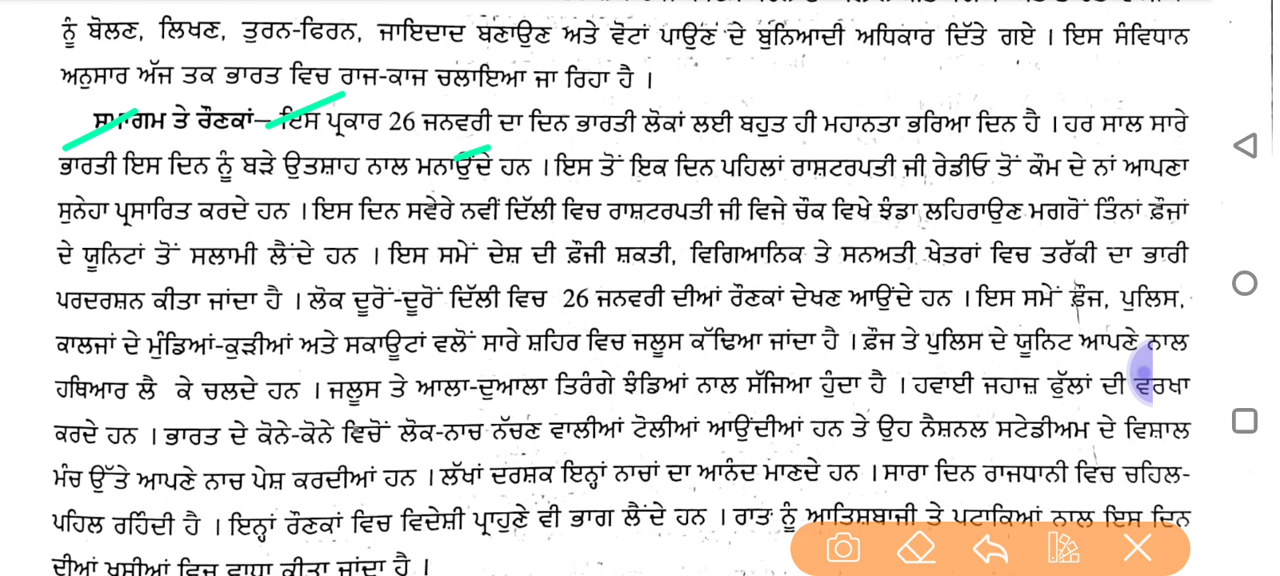 ਨੂੰ ਬੋਲਣ, ਲਿਖਣ, ਤੁਰਨ-ਫਿਰਨ, ਜਾਇਦਾਦ ਬਣਾਉਣ ਅਤੇ ਵੋਟਾਂ ਪਾਉਣ ਦੇ ਬੁਨਿਆਦੀ ਅਧਿਕਾਰ ਦਿੱਤੇ ਗਏ । ਇਸ ਸੰਵਿਧਾਨ
ਅਨੁਸਾਰ ਅੱਜ ਤਕ ਭਾਰਤ ਵਿਚ ਰਾਜ-ਕਾਜ ਚਲਾਇਆ ਜਾ ਰਿਹਾ ਹੈ ।
ਸਮਾਗਮ ਤੇ ਰੌਣਕਾਂ—ਇਸ ਪ੍ਰਕਾਰ 26 ਜਨਵਰੀ ਦਾ ਦਿਨ ਭਾਰਤੀ ਲੋਕਾਂ ਲਈ ਬਹੁਤ ਹੀ ਮਹਾਨਤਾ ਭਰਿਆ ਦਿਨ ਹੈ । ਹਰ ਸਾਲ ਸਾਰੇ
ਭਾਰਤੀ ਇਸ ਦਿਨ ਨੂੰ ਬੜੇ ਉਤਸ਼ਾਹ ਨਾਲ ਮਨਾਉਂਦੇ ਹਨ । ਇਸ ਤੋਂ ਇਕ ਦਿਨ ਪਹਿਲਾਂ ਰਾਸ਼ਟਰਪਤੀ ਜੀ ਰੇਡੀਓ ਤੋਂ ਕੌਮ ਦੇ ਨਾਂ ਆਪਣਾ
ਸੁਨੇਹਾ ਪ੍ਰਸਾਰਿਤ ਕਰਦੇ ਹਨ । ਇਸ ਦਿਨ ਸਵੇਰੇ ਨਵੀਂ ਦਿੱਲੀ ਵਿਚ ਰਾਸ਼ਟਰਪਤੀ ਜੀ ਵਿਜੇ ਚੌਕ ਵਿਖੇ ਝੰਡਾ ਲਹਿਰਾਉਣ ਮਗਰੋਂ ਤਿੰਨਾਂ ਫ਼ੌਜਾਂ
ਦੇ ਯੂਨਿਟਾਂ ਤੋਂ ਸਲਾਮੀ ਲੈਂਦੇ ਹਨ । ਇਸ ਸਮੇਂ ਦੇਸ਼ ਦੀ ਫ਼ੌਜੀ ਸ਼ਕਤੀ, ਵਿਗਿਆਨਿਕ ਤੇ ਸਨਅਤੀ ਖੇਤਰਾਂ ਵਿਚ ਤਰੱਕੀ ਦਾ ਭਾਰੀ
ਪਰਦਰਸ਼ਨ ਕੀਤਾ ਜਾਂਦਾ ਹੈ । ਲੋਕ ਦੂਰੋਂ-ਦੂਰੋਂ ਦਿੱਲੀ ਵਿਚ 26 ਜਨਵਰੀ ਦੀਆਂ ਰੌਣਕਾਂ ਦੇਖਣ ਆਉਂਦੇ ਹਨ । ਇਸ ਸਮੇਂ ਫ਼ੌਜ, ਪੁਲਿਸ,
ਕਾਲਜਾਂ ਦੇ ਮੁੰਡਿਆਂ-ਕੁੜੀਆਂ ਅਤੇ ਸਕਾਊਟਾਂ ਵਲੋਂ ਸਾਰੇ ਸ਼ਹਿਰ ਵਿਚ ਜਲੂਸ ਕੱਢਿਆ ਜਾਂਦਾ ਹੈ । ਫ਼ੌਜ ਤੇ ਪੁਲਿਸ ਦੇ ਯੂਨਿਟ ਆਪਣੇ ਨਾਲ
ਹਥਿਆਰ ਲੈ ਕੇ ਚਲਦੇ ਹਨ । ਜਲੂਸ ਤੇ ਆਲਾ-ਦੁਆਲਾ ਤਿਰੰਗੇ ਝੰਡਿਆਂ ਨਾਲ ਸੱਜਿਆ ਹੁੰਦਾ ਹੈ । ਹਵਾਈ ਜਹਾਜ਼ ਫੁੱਲਾਂ ਦੀ ਵਰਖਾ
ਕਰਦੇ ਹਨ । ਭਾਰਤ ਦੇ ਕੋਨੇ-ਕੋਨੇ ਵਿਚੋਂ ਲੋਕ-ਨਾਚ ਨੱਚਣ ਵਾਲੀਆਂ ਟੋਲੀਆਂ ਆਉਂਦੀਆਂ ਹਨ ਤੇ ਉਹ ਨੈਸ਼ਨਲ ਸਟੇਡੀਅਮ ਦੇ ਵਿਸ਼ਾਲ
ਮੰਚ ਉੱਤੇ ਆਪਣੇ ਨਾਚ ਪੇਸ਼ ਕਰਦੀਆਂ ਹਨ । ਲੱਖਾਂ ਦਰਸ਼ਕ ਇਨ੍ਹਾਂ ਨਾਚਾਂ ਦਾ ਆਨੰਦ ਮਾਣਦੇ ਹਨ । ਸਾਰਾ ਦਿਨ ਰਾਜਧਾਨੀ ਵਿਚ ਚਹਿਲ-
ਪਹਿਲ ਰਹਿੰਦੀ ਹੈ । ਇਨ੍ਹਾਂ ਰੌਣਕਾਂ ਵਿਚ ਵਿਦੇਸ਼ੀ ਪ੍ਰਾਹੁਣੇ ਵੀ ਭਾਗ ਲੈਂਦੇ ਹਨ । ਰਾਤ ਨੂੰ ਆਤਿਸ਼ਬਾਜੀ ਤੇ ਪਟਾਕਿਆਂ ਨਾਲ ਇਸ ਦਿਨ
ਦੀਆਂ ਖੁਸ਼ੀਆਂ ਵਿਚ ਵਾਧਾ ਕੀਤਾ ਜਾਂਦਾ ਹੈ ।